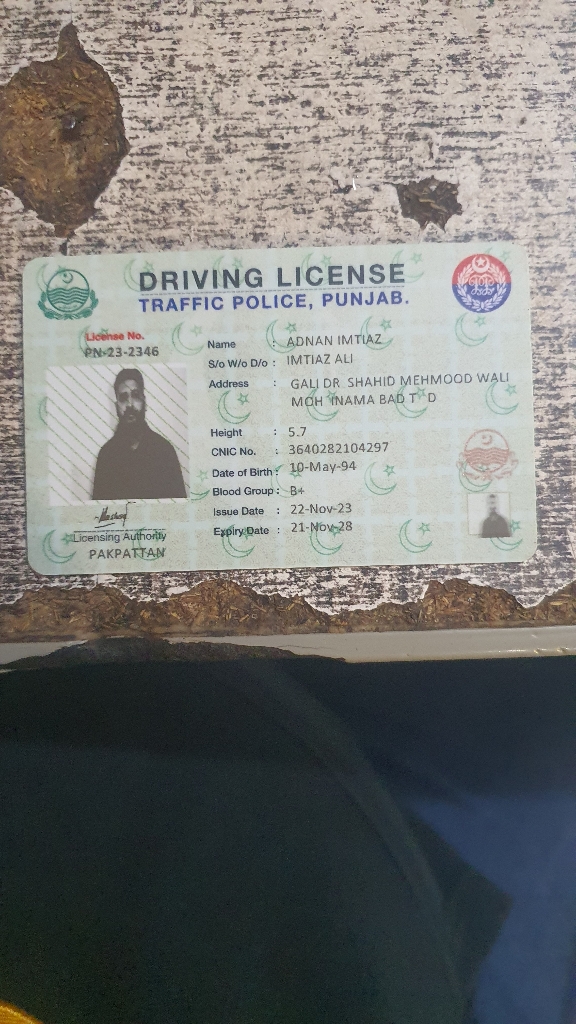 DRIVING LICENSE
TRAFFIC POLICE, PUNJAB.
License No.
PN-23-2346
Name : ADNAN IMTIAZ
S/o W/o D/o : IMTIAZ ALI
Address : GALI DR SHAHID MEHMOOD WALI
MOH INAMA BAD T D
Height : 5.7
CNIC No. : 3640282104297
Date of Birth : 10-May-94
Blood Group : B+
Issue Date : 22-Nov-23
Expiry Date : 21-Nov-28
Licensing Authority
PAKPATTAN